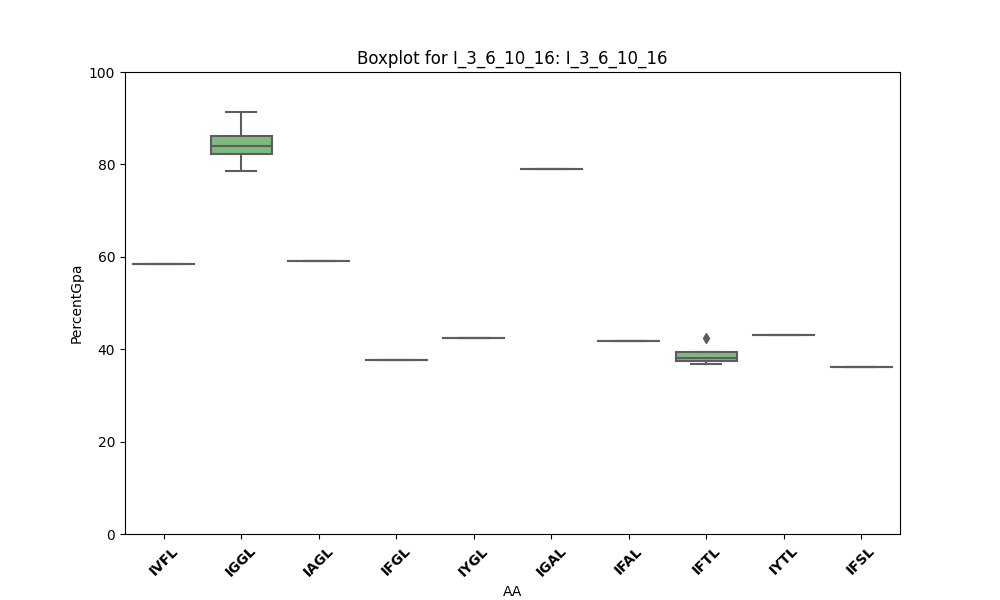 Boxplot for I_3_6_10_16: I_3_6_10_16
100
80
60
40
20
0
PercentGpa
IVFL IGGL IAGL IFGL IYGL IGAL IFAL IFTL IYTL IFSL
AA